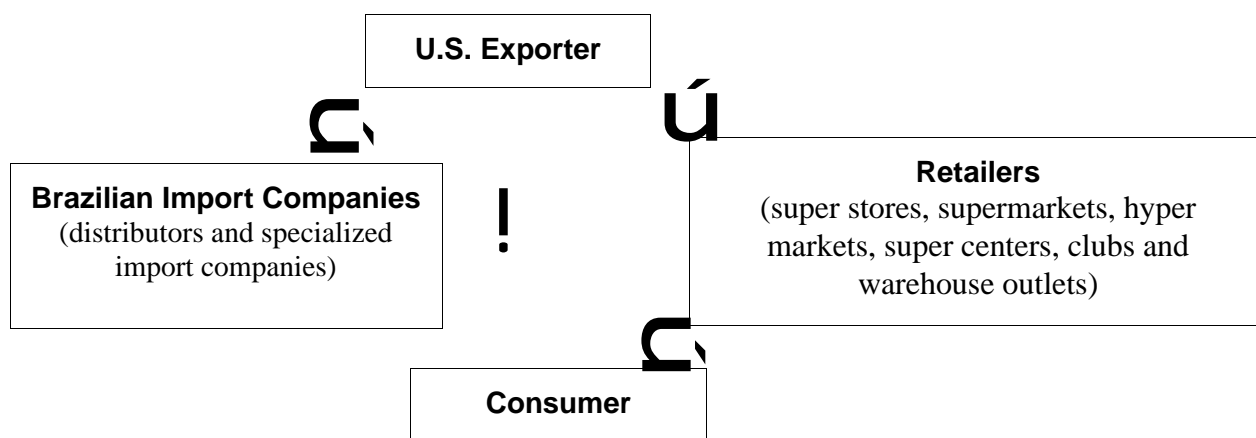 U.S. Exporter
ú
ù
Brazilian Import Companies
(distributors and specialized
import companies)
!
Retailers
(super stores, supermarkets, hyper
markets, super centers, clubs and
warehouse outlets)
ù
Consumer